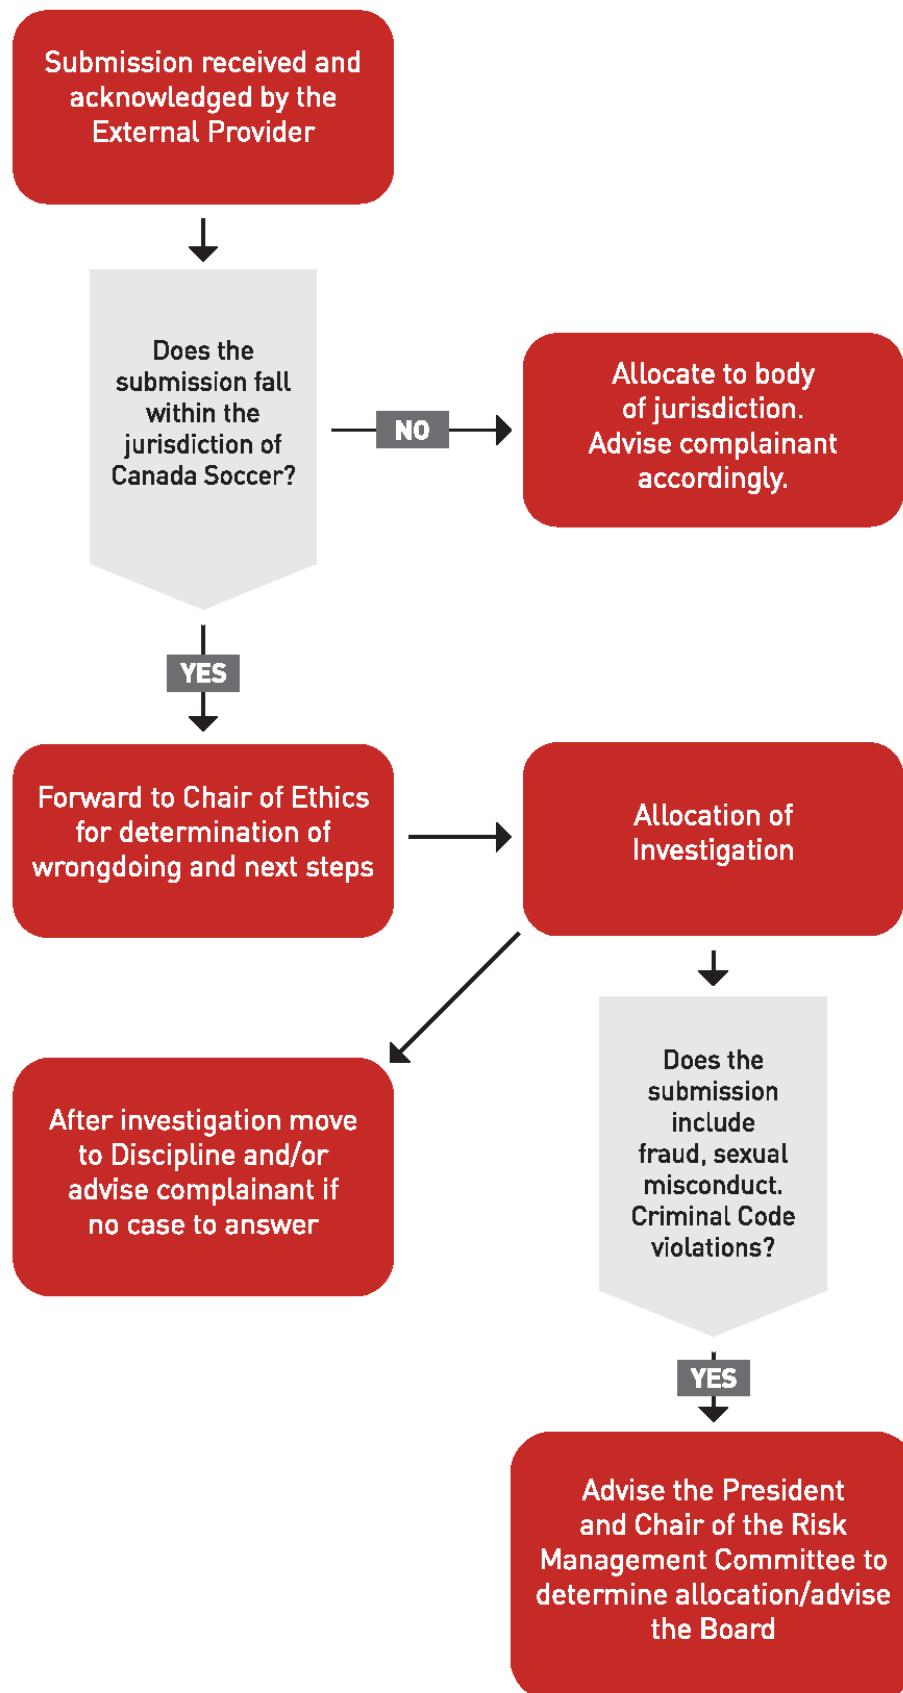 Submission received and
acknowledged by the
External Provider
Does the
submission fall
within the
jurisdiction of
Canada Soccer?
NO
Allocate to body
of jurisdiction.
Advise complainant
accordingly.
YES
Forward to Chair of Ethics
for determination of
wrongdoing and next steps
Allocation of
Investigation
After investigation move
to Discipline and/or
advise complainant if
no case to answer
Does the
submission
include
fraud, sexual
misconduct.
Criminal Code
violations?
YES
Advise the President
and Chair of the Risk
Management Committee to
determine allocation/advise
the Board